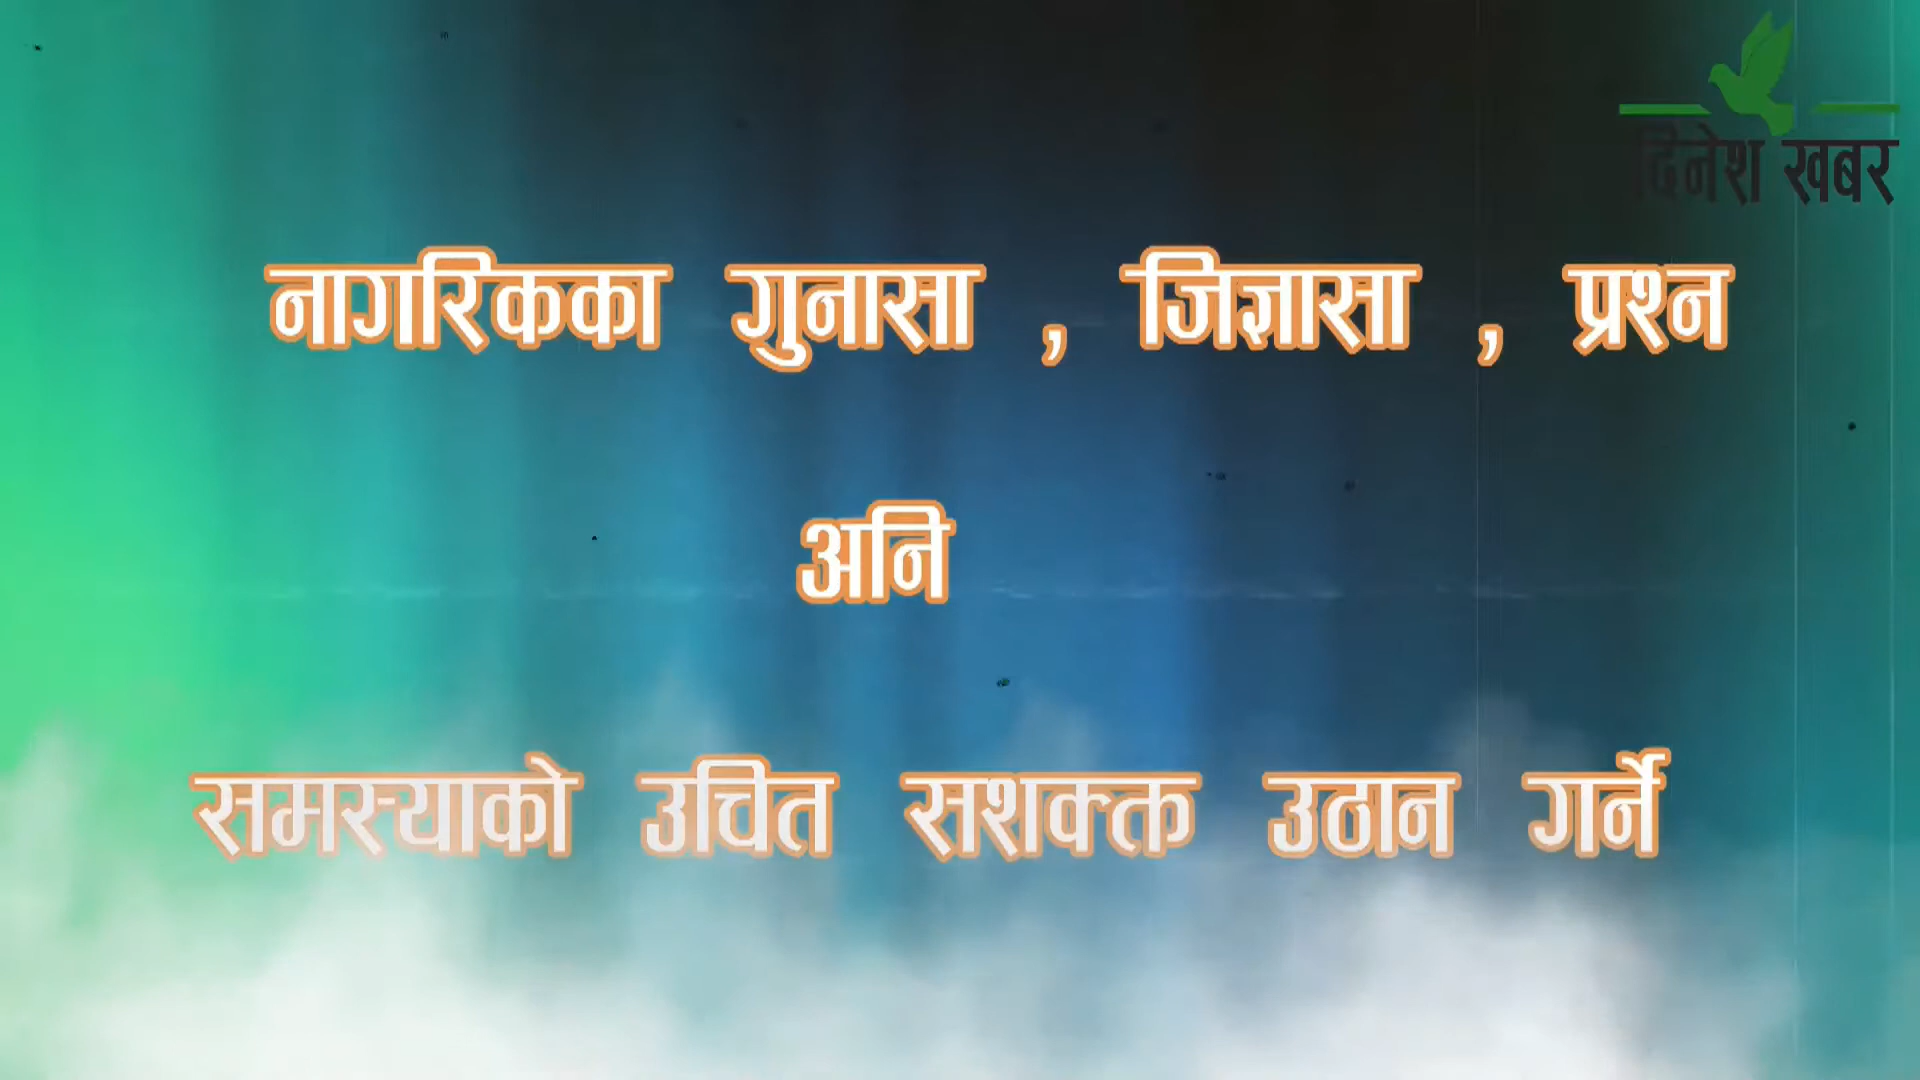 दिनेश खबर
नागरिकका गुनासा , जिज्ञासा , प्रश्न
अनि
समस्याको उचित सशक्त उठान गर्ने